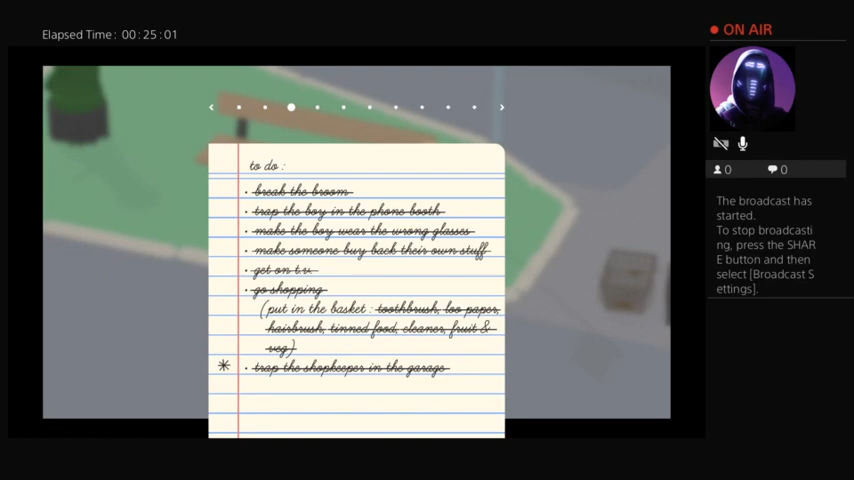 Elapsed Time: 00:25:01
ON AIR
to do:
· break the broom
· trap the boy in the phone booth
· make the boy wear the wrong glasses
· make someone buy back their own stuff
· get on t.v.
· go shopping
(put in the basket: toothbrush, loo paper,
hairbrush, tinned food, cleaner, fruit &
veg)
* · trap the shopkeeper in the garage
0 0
The broadcast has
started.
To stop broadcasti
ng, press the SHAR
E button and then
select [Broadcast S
ettings].